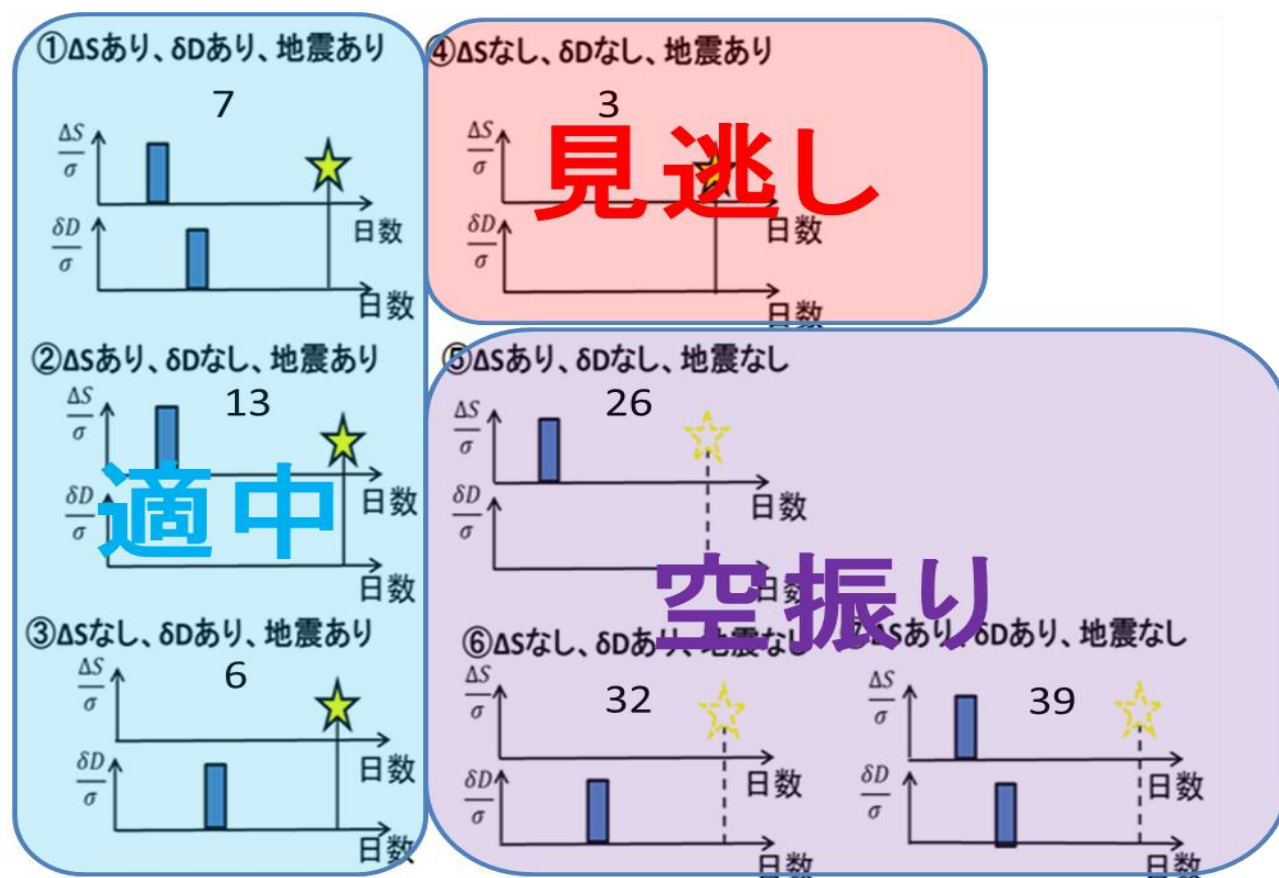 ①ΔSあり、δDあり、地震あり
7
ΔS
σ
日数
δD
σ
日数
②ΔSあり、δDなし、地震あり
13
ΔS
σ
日数
δD
σ
日数
適中
③ΔSなし、δDあり、地震あり
6
ΔS
σ
日数
δD
σ
日数
④ΔSなし、δDなし、地震あり
3
ΔS
σ
見逃し
日数
δD
σ
日数
⑤ΔSあり、δDなし、地震なし
26
ΔS
σ
日数
δD
σ
日数
空振り
⑥ΔSなし、δDあり、地震なし
32
ΔS
σ
日数
δD
σ
日数
⑦ΔSあり、δDあり、地震なし
39
ΔS
σ
日数
δD
σ
日数